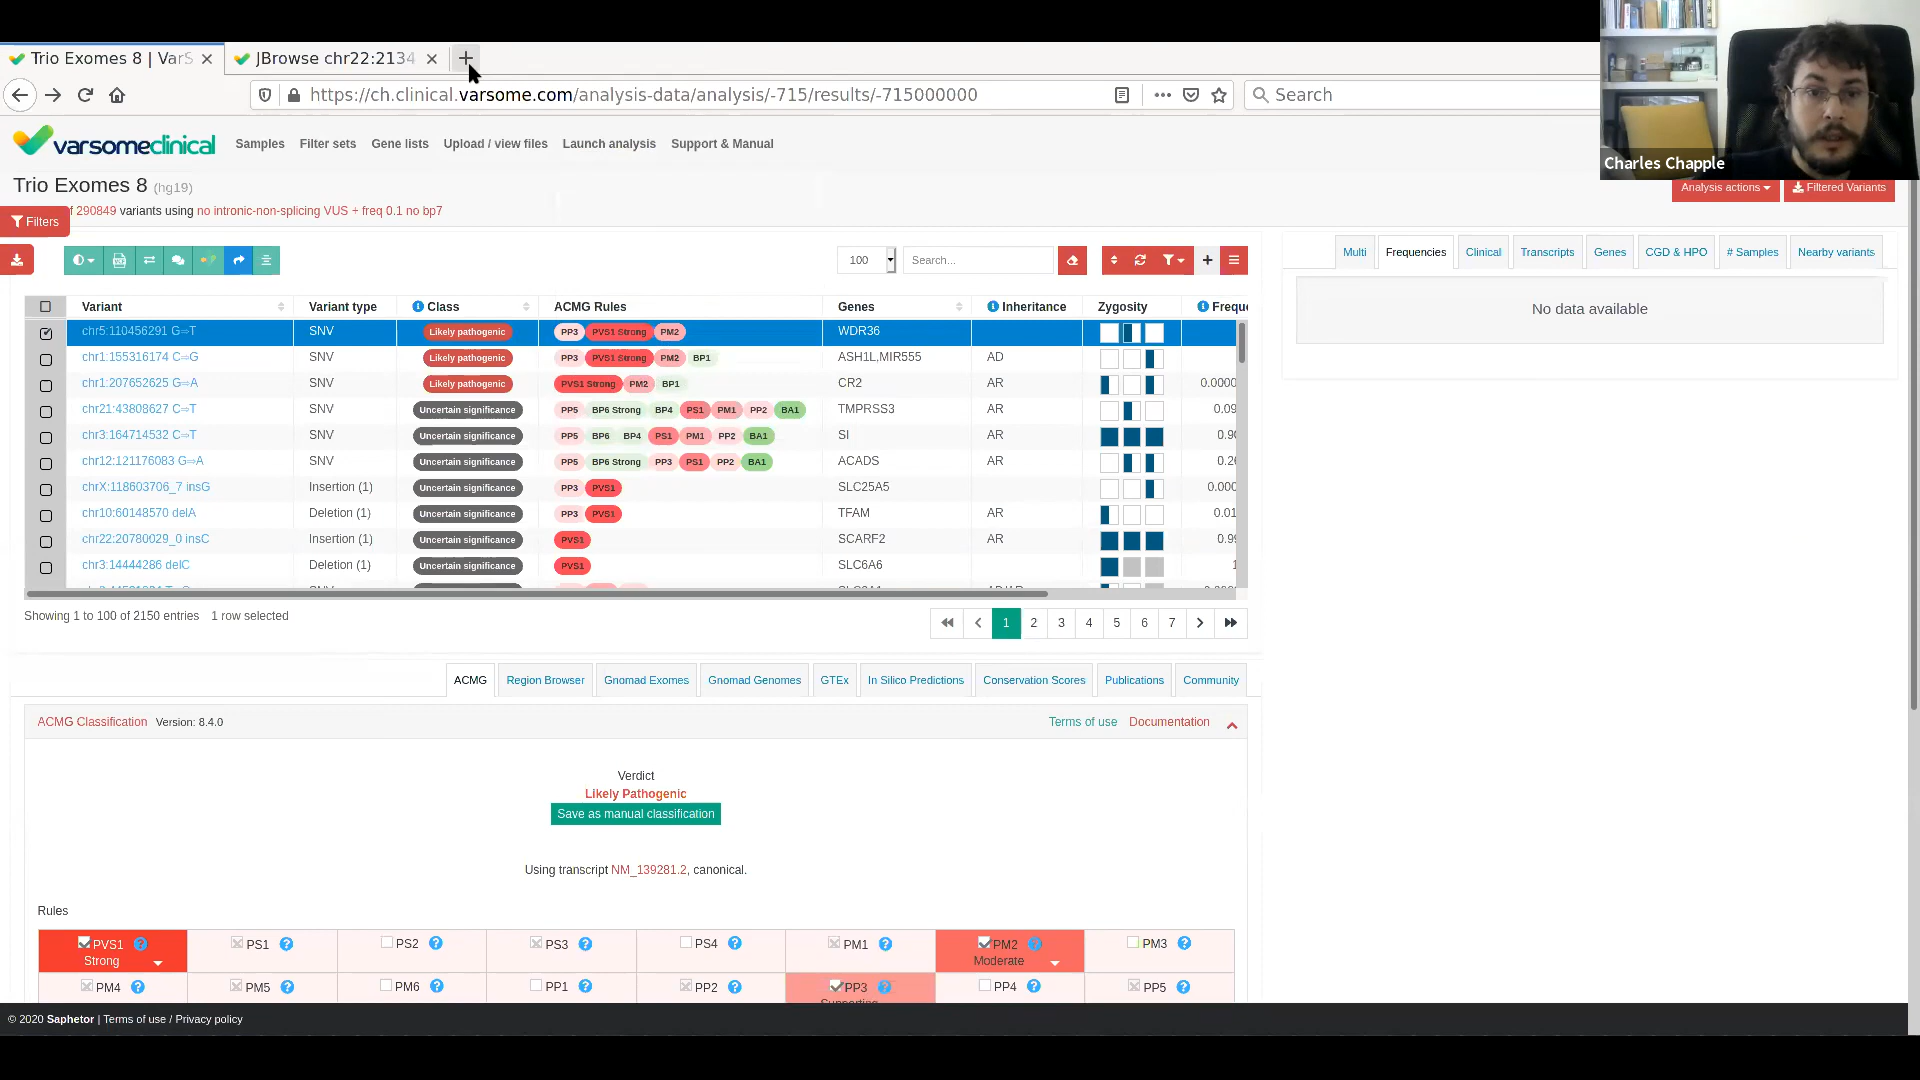 Trio Exomes 8 | VarS
JBrowse chr22:2134
https://ch.clinical.varsome.com/analysis-data/analysis/-715/results/-715000000
Search
Charles Chapple
varsomeclinical
Samples
Filter sets
Gene lists
Upload / view files
Launch analysis
Support & Manual
Trio Exomes 8 (hg19)
Analysis actions
Filtered Variants
Filters
f 290849 variants using no intronic-non-splicing VUS + freq 0.1 no bp7
100
Search...
Multi
Frequencies
Clinical
Transcripts
Genes
CGD & HPO
# Samples
Nearby variants
No data available
Variant Variant type Class ACMG Rules Genes Inheritance Zygosity Freque
chr5:110456291 G⇒T SNV Likely pathogenic PP3 PVS1 Strong PM2 WDR36
chr1:155316174 C⇒G SNV Likely pathogenic PP3 PVS1 Strong PM2 BP1 ASH1L,MIR555 AD
chr1:207652625 G⇒A SNV Likely pathogenic PVS1 Strong PM2 BP1 CR2 AR 0.0000
chr21:43808627 C⇒T SNV Uncertain significance PP5 BP6 Strong BP4 PS1 PM1 PP2 BA1 TMPRSS3 AR 0.09
chr3:164714532 C⇒T SNV Uncertain significance PP5 BP6 BP4 PS1 PM1 PP2 BA1 SI AR 0.90
chr12:121176083 G⇒A SNV Uncertain significance PP5 BP6 Strong PP3 PS1 PP2 BA1 ACADS AR 0.26
chrX:118603706_7 insG Insertion (1) Uncertain significance PP3 PVS1 SLC25A5 0.000
chr10:60148570 delA Deletion (1) Uncertain significance PP3 PVS1 TFAM AR 0.01
chr22:20780029_0 insC Insertion (1) Uncertain significance PVS1 SCARF2 AR 0.99
chr3:14444286 delC Deletion (1) Uncertain significance PVS1 SLC6A6 1
Showing 1 to 100 of 2150 entries 1 row selected
1 2 3 4 5 6 7
ACMG
Region Browser
Gnomad Exomes
Gnomad Genomes
GTEx
In Silico Predictions
Conservation Scores
Publications
Community
ACMG Classification Version: 8.4.0
Terms of use
Documentation
Verdict
Likely Pathogenic
Save as manual classification
Using transcript NM_139281.2, canonical.
Rules
PVS1 PS1 PS2 PS3 PS4 PM1 PM2 PM3
Strong Moderate
PM4 PM5 PM6 PP1 PP2 PP3 PP4 PP5
Supporting
© 2020 Saphetor | Terms of use / Privacy policy